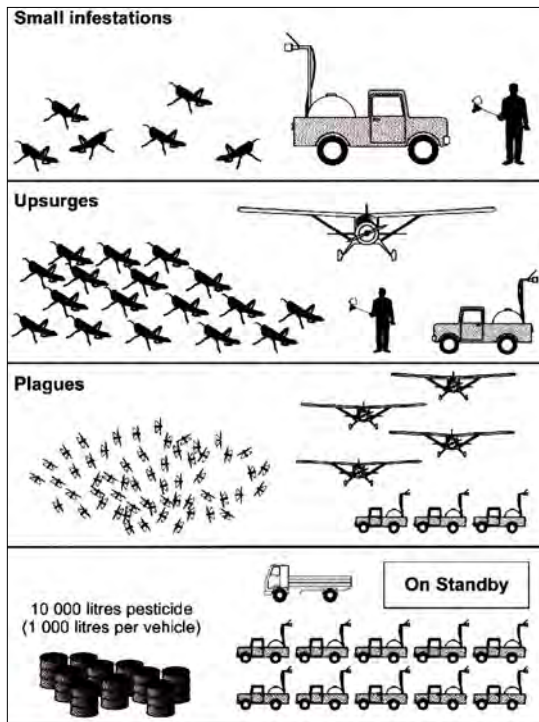 Small infestations
Upsurges
Plagues
10 000 litres pesticide
(1 000 litres per vehicle)
On Standby